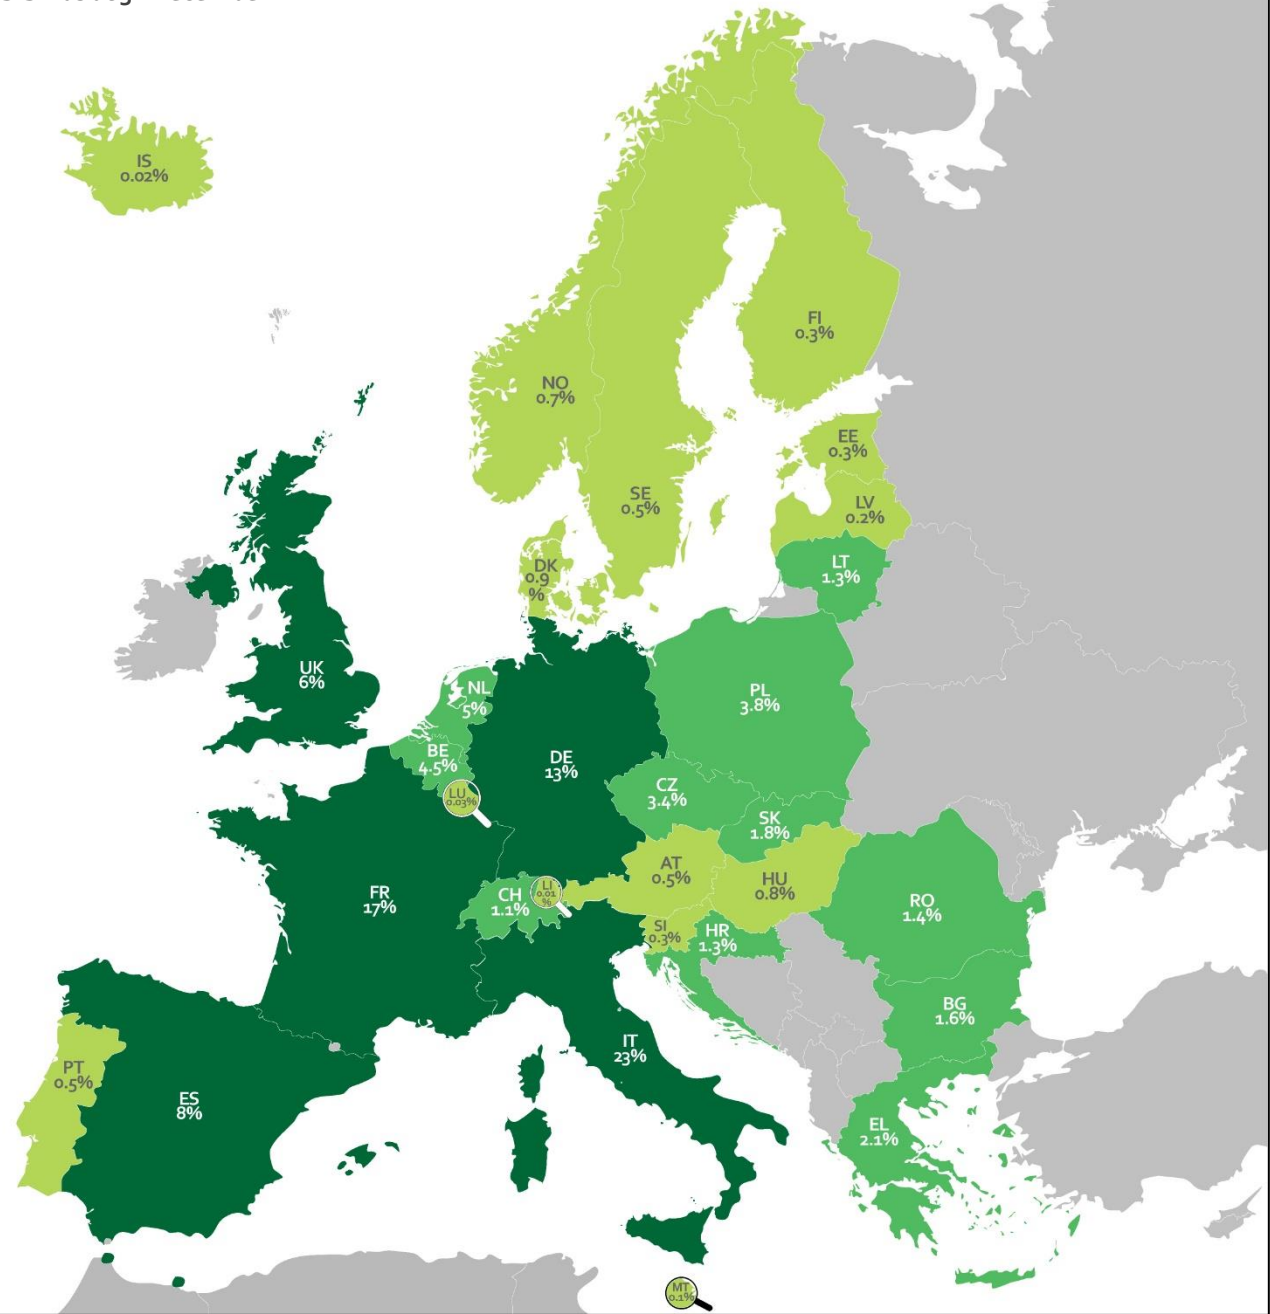 IS
0.02%
FI
0.3%
NO
0.7%
EE
0.3%
SE
0.5%
LV
0.2%
DK
0.9
%
LT
1.3%
UK
6%
NL
5%
PL
3.8%
BE
4.5%
DE
13%
LU
0.03%
CZ
3.4%
SK
1.8%
AT
0.5%
HU
0.8%
FR
17%
CH
1.1%
LI
0.01
%
RO
1.4%
SI
0.3%
HR
1.3%
BG
1.6%
IT
23%
PT
0.5%
ES
8%
EL
2.1%
MT
0.1%